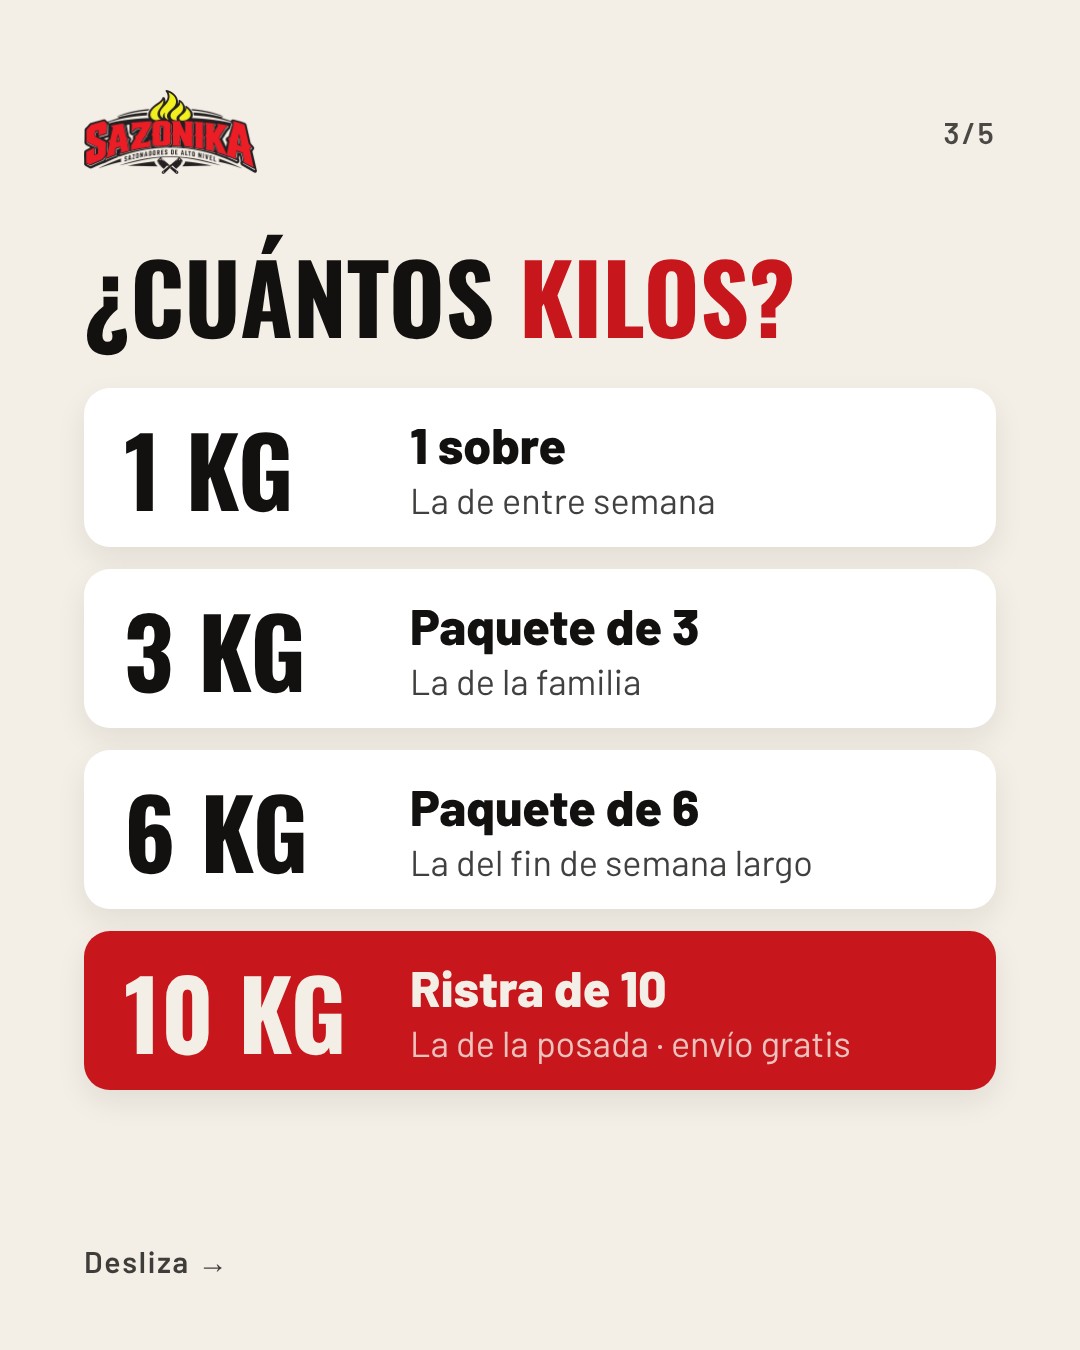 SAZONIKA
SAZONADORES DE ALTO NIVEL
3/5
¿CUÁNTOS KILOS?
1 KG
1 sobre
La de entre semana
3 KG
Paquete de 3
La de la familia
6 KG
Paquete de 6
La del fin de semana largo
10 KG
Ristra de 10
La de la posada · envío gratis
Desliza →